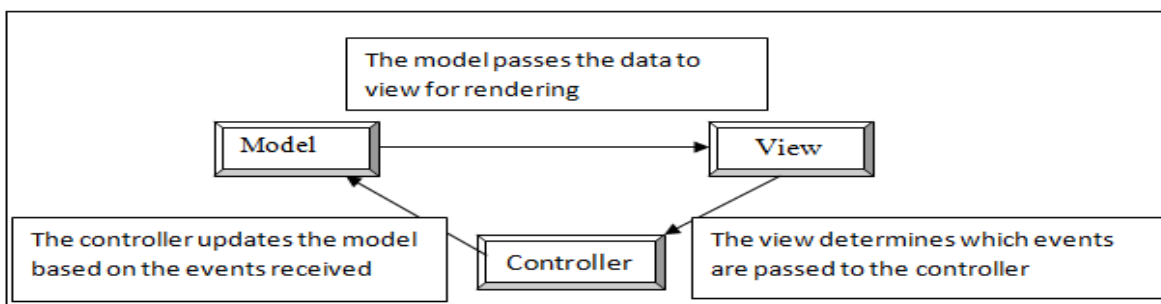 The model passes the data to
view for rendering
Model
View
The controller updates the model
based on the events received
Controller
The view determines which events
are passed to the controller